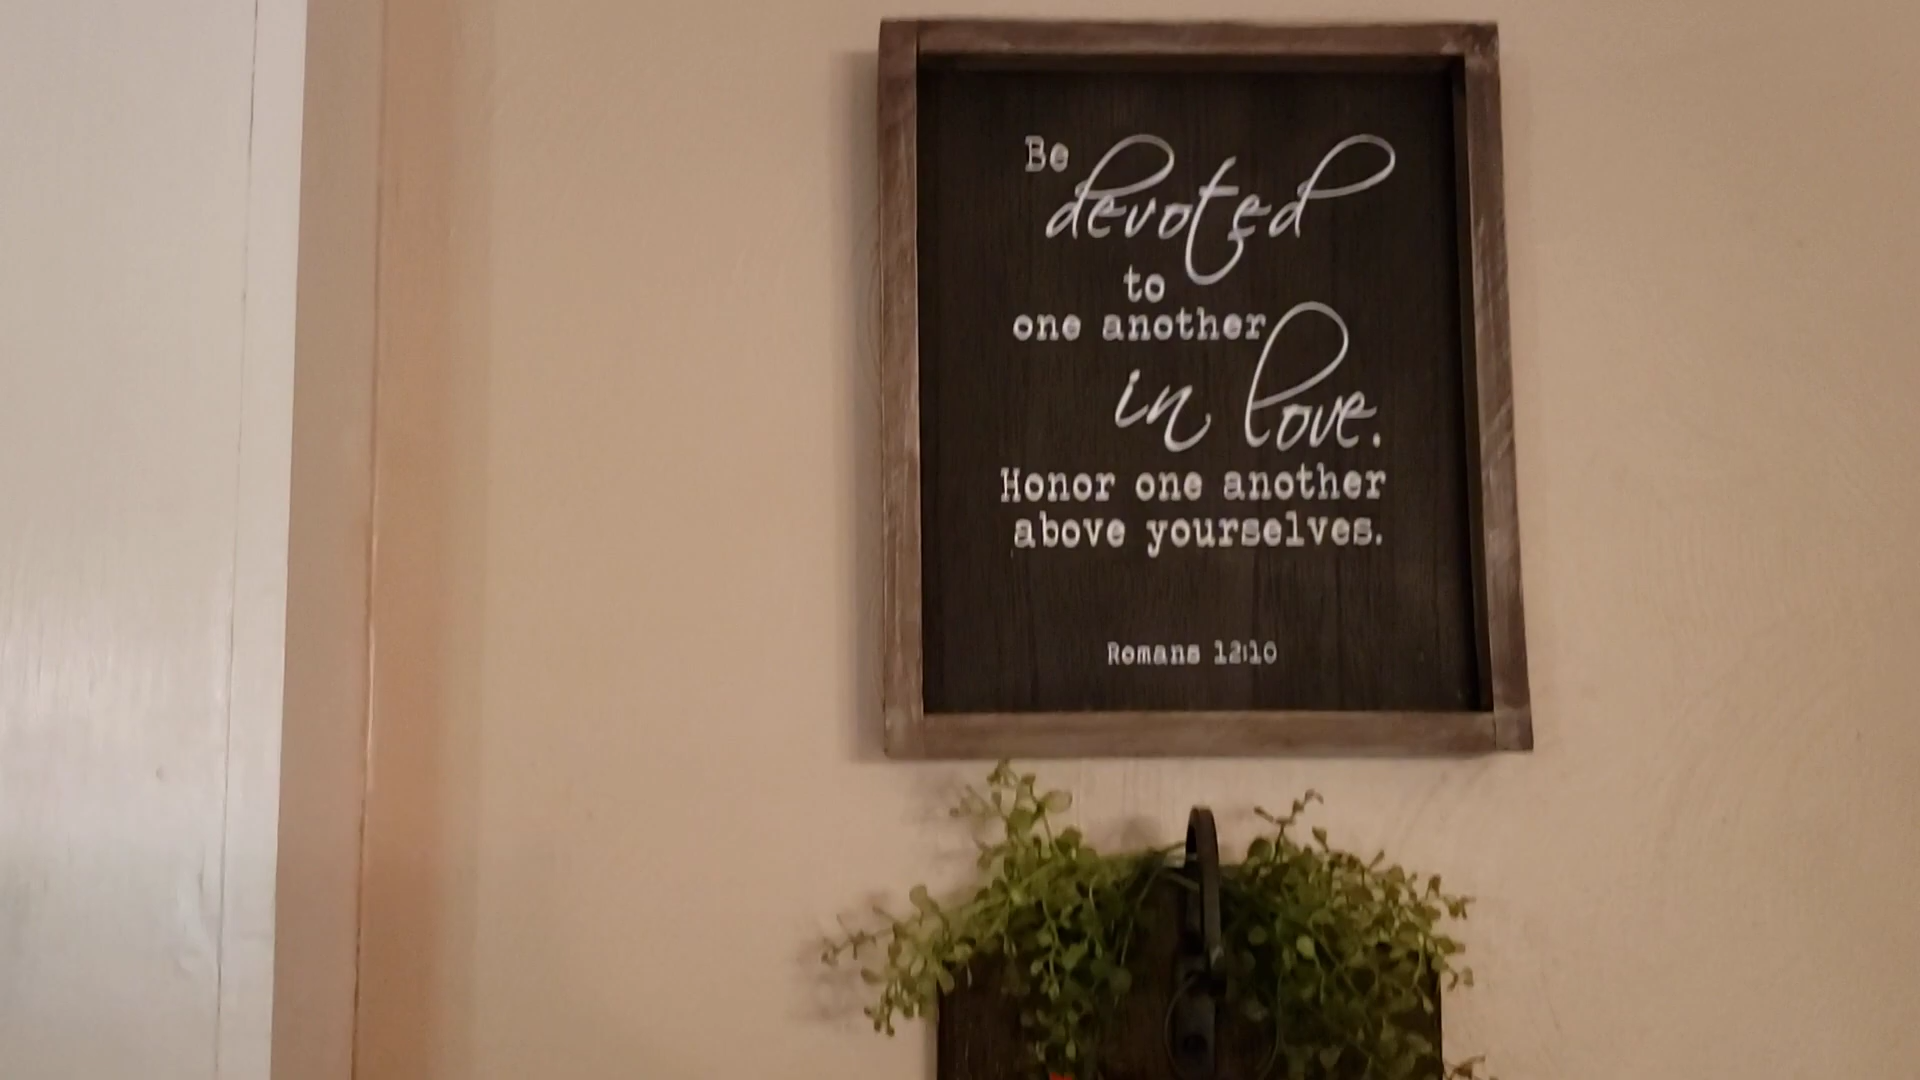 Be
devoted
to
one another
in love.
Honor one another
above yourselves.
Romans 12:10